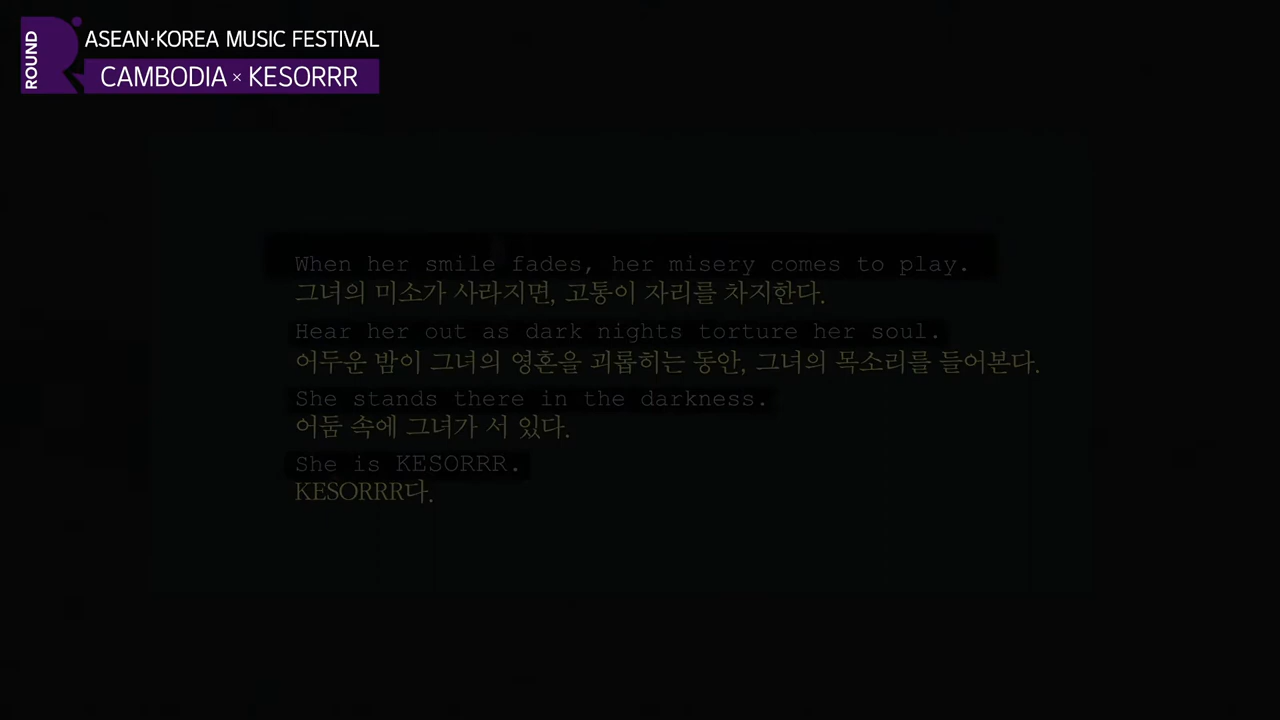 ROUND
ASEAN·KOREA MUSIC FESTIVAL
CAMBODIA × KESORRR
When her smile fades, her misery comes to play.
그녀의 미소가 사라지면, 고통이 자리를 차지한다.
Hear her out as dark nights torture her soul.
어두운 밤이 그녀의 영혼을 괴롭히는 동안, 그녀의 목소리를 들어본다.
She stands there in the darkness.
어둠 속에 그녀가 서 있다.
She is KESORRR.
KESORRR다.